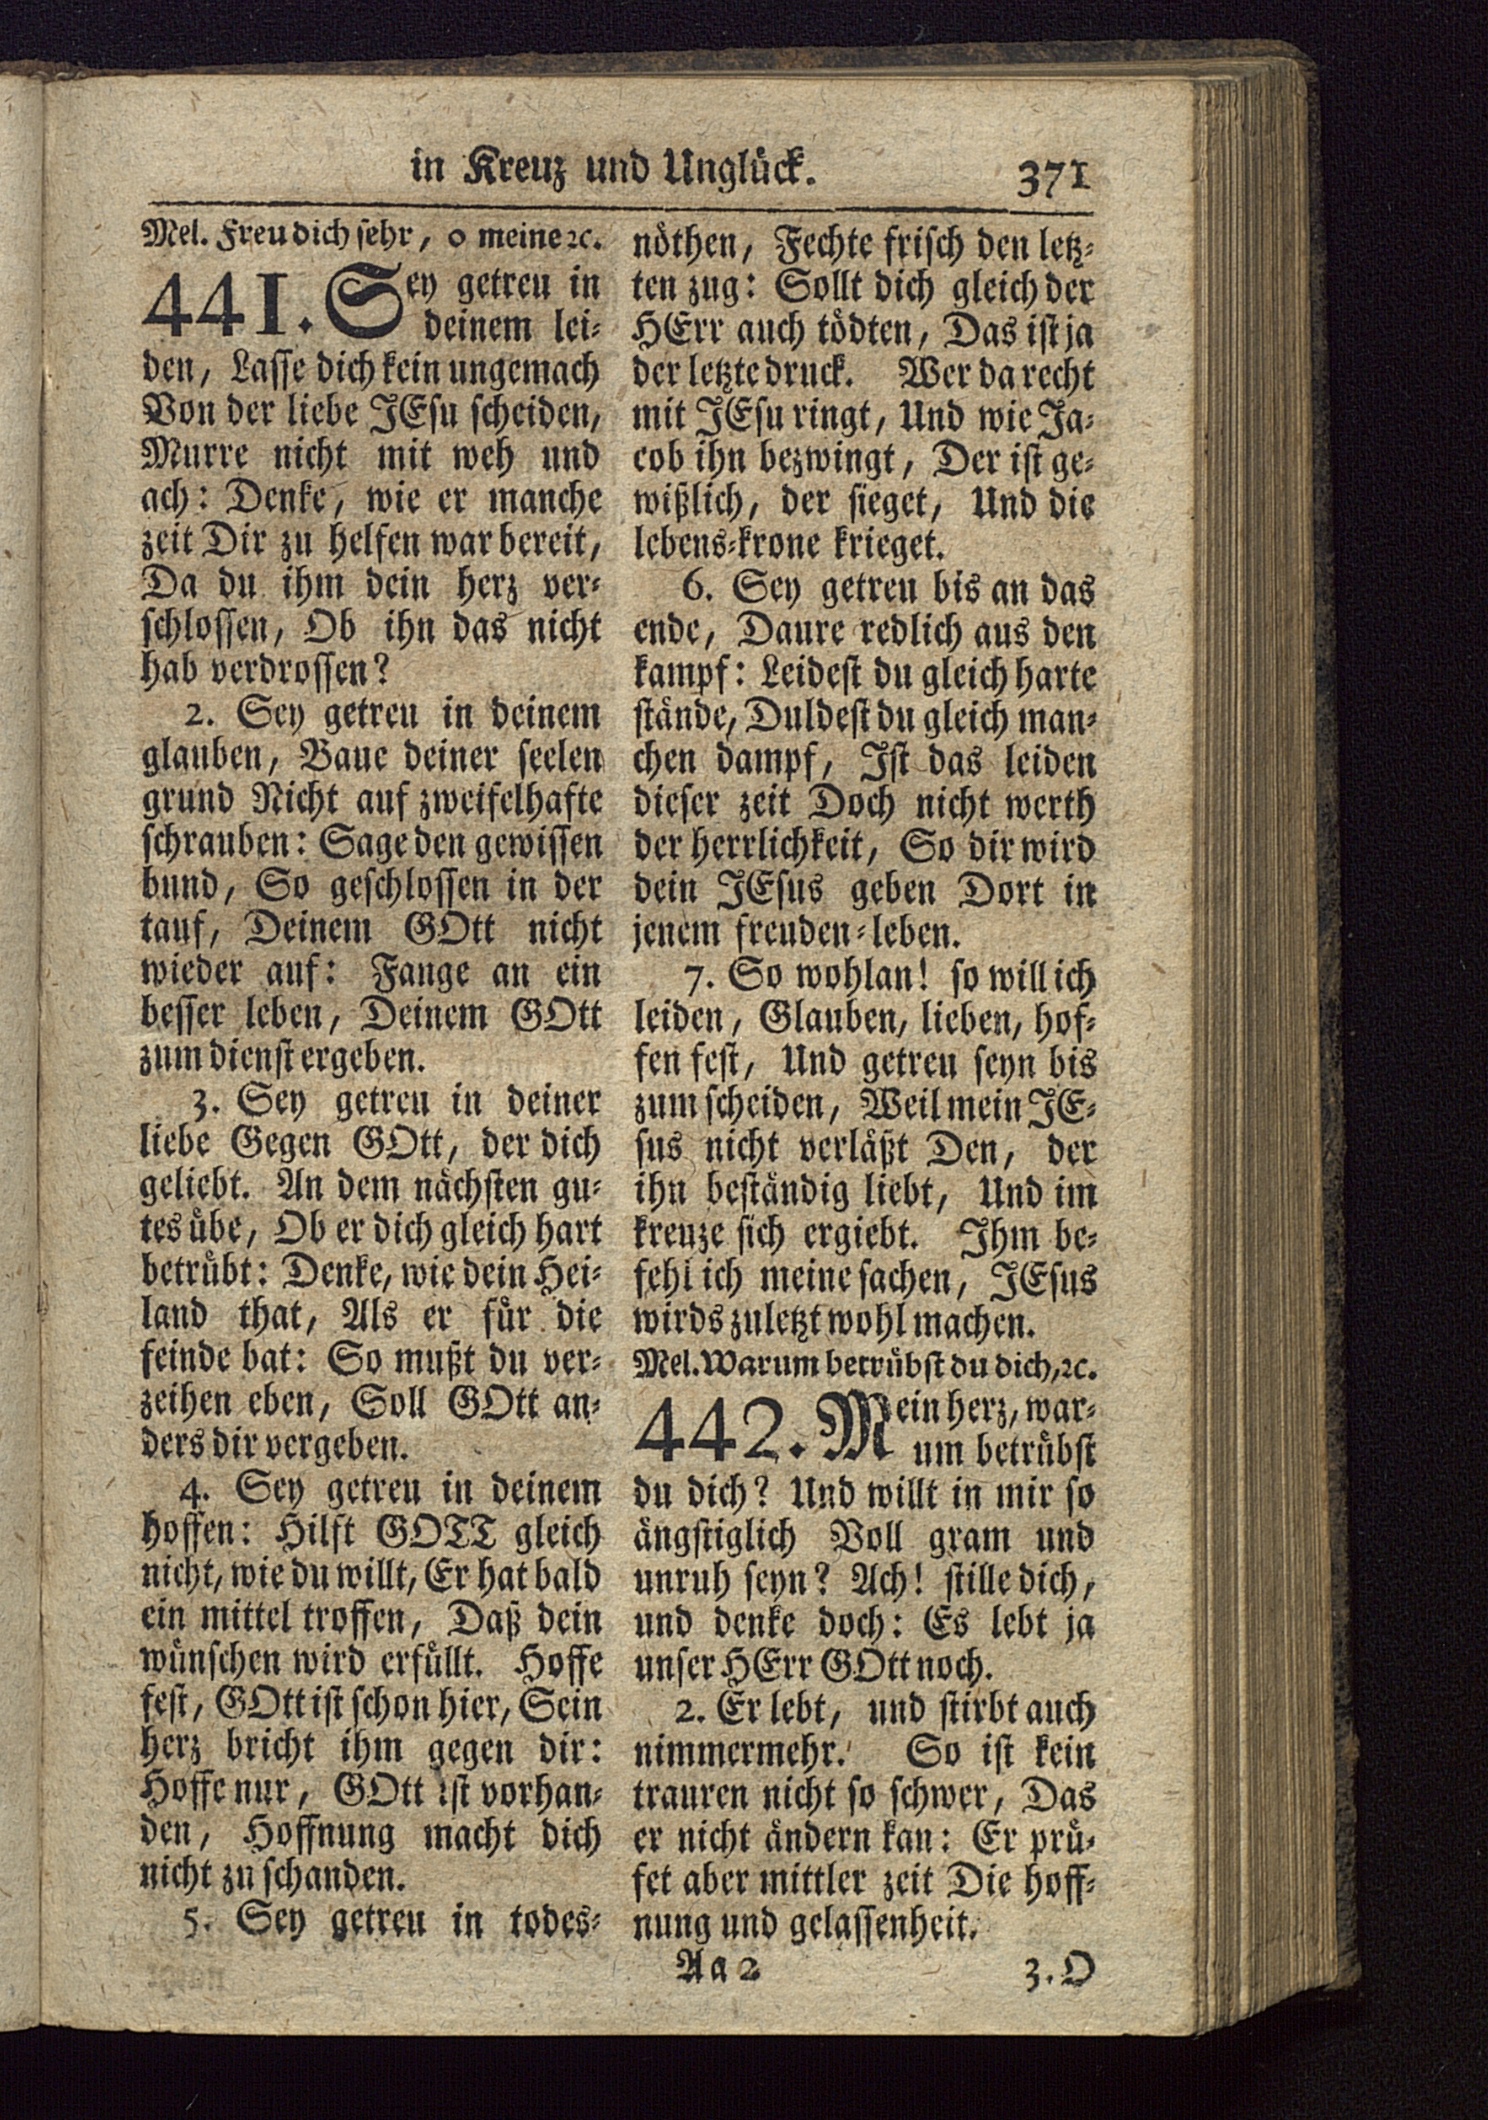 in Kreuz und Unglück. 371
Mel. Freu dich sehr, o meine ꝛc.
441. Sey getreu in
deinem lei-
den, Lasse dich kein ungemach
Von der liebe JEsu scheiden,
Murre nicht mit weh und
ach: Denke, wie er manche
zeit Dir zu helfen war bereit,
Da du ihm dein herz ver-
schlossen, Ob ihn das nicht
hab verdrossen?
2. Sey getreu in deinem
glauben, Baue deiner seelen
grund Nicht auf zweifelhafte
schrauben: Sage den gewissen
bund, So geschlossen in der
tauf, Deinem GOtt nicht
wieder auf: Fange an ein
besser leben, Deinem GOtt
zum dienst ergeben.
3. Sey getreu in deiner
liebe Gegen GOtt, der dich
geliebt. An dem nächsten gu-
tes übe, Ob er dich gleich hart
betrübt: Denke, wie dein Hei-
land that, Als er für die
feinde bat: So mußt du ver-
zeihen eben, Soll GOtt an-
ders dir vergeben.
4. Sey getreu in deinem
hoffen: Hilft GOTT gleich
nicht, wie du willt, Er hat bald
ein mittel troffen, Daß dein
wünschen wird erfüllt. Hoffe
fest, GOtt ist schon hier, Sein
herz bricht ihm gegen dir:
Hoffe nur, GOtt ist vorhan-
den, Hoffnung macht dich
nicht zu schanden.
5. Sey getreu in todes-
nöthen, Fechte frisch den letz-
ten zug: Sollt dich gleich der
HErr auch tödten, Das ist ja
der letzte druck. Wer da recht
mit JEsu ringt, Und wie Ja-
cob ihn bezwingt, Der ist ge-
wißlich, der sieget, Und die
lebens-krone krieget.
6. Sey getreu bis an das
ende, Daure redlich aus den
kampf: Leidest du gleich harte
stände, Duldest du gleich man-
chen dampf, Ist das leiden
dieser zeit Doch nicht werth
der herrlichkeit, So dir wird
dein JEsus geben Dort in
jenem freuden-leben.
7. So wohlan! so will ich
leiden, Glauben, lieben, hof-
fen fest, Und getreu seyn bis
zum scheiden, Weil mein JE-
sus nicht verläßt Den, der
ihn beständig liebt, Und im
kreuze sich ergiebt. Ihm be-
fehl ich meine sachen, JEsus
wirds zuletzt wohl machen.
Mel. Warum betrübst du dich, ꝛc.
442. Mein herz, war-
um betrübst
du dich? Und willt in mir so
ängstiglich Voll gram und
unruh seyn? Ach! stille dich,
und denke doch: Es lebt ja
unser HErr GOtt noch.
2. Er lebt, und stirbt auch
nimmermehr. So ist kein
trauren nicht so schwer, Das
er nicht ändern kan: Er prü-
fet aber mittler zeit Die hoff-
nung und gelassenheit.
Aa 2 3. O